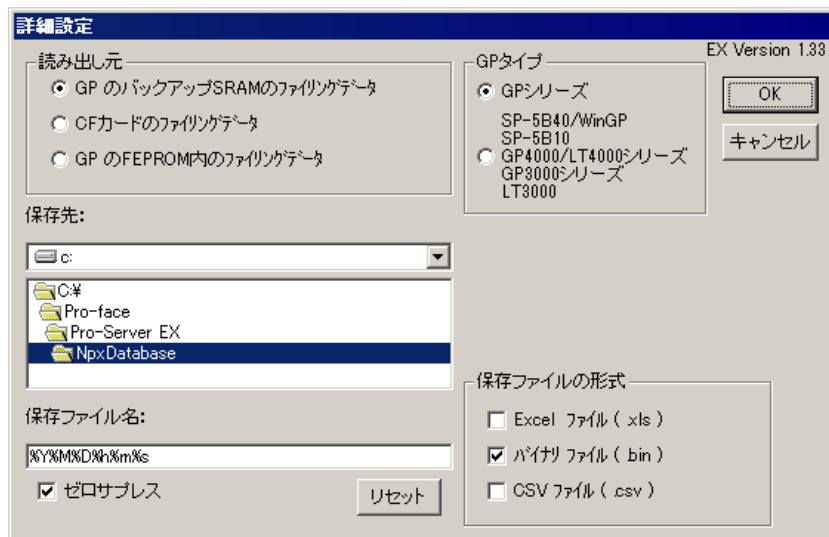 詳細設定
EX Version 1.33
読み出し元
GP のバックアップSRAMのﾌｧｲﾘﾝｸﾞﾃﾞｰﾀ
CFカードのﾌｧｲﾘﾝｸﾞﾃﾞｰﾀ
GP のFEPROM内のﾌｧｲﾘﾝｸﾞﾃﾞｰﾀ
GPタイプ
GPシリーズ
SP-5B40/WinGP
SP-5B10
GP4000/LT4000シリーズ
GP3000シリーズ
LT3000
OK
キャンセル
保存先:
c:
C:¥
Pro-face
Pro-Server EX
NpxDatabase
保存ファイル名:
%Y%M%D%h%m%s
ゼロサプレス
リセット
保存ファイルの形式
Excel ﾌｧｲﾙ ( .xls )
ﾊﾞｲﾅﾘ ﾌｧｲﾙ ( .bin )
CSV ﾌｧｲﾙ ( .csv )